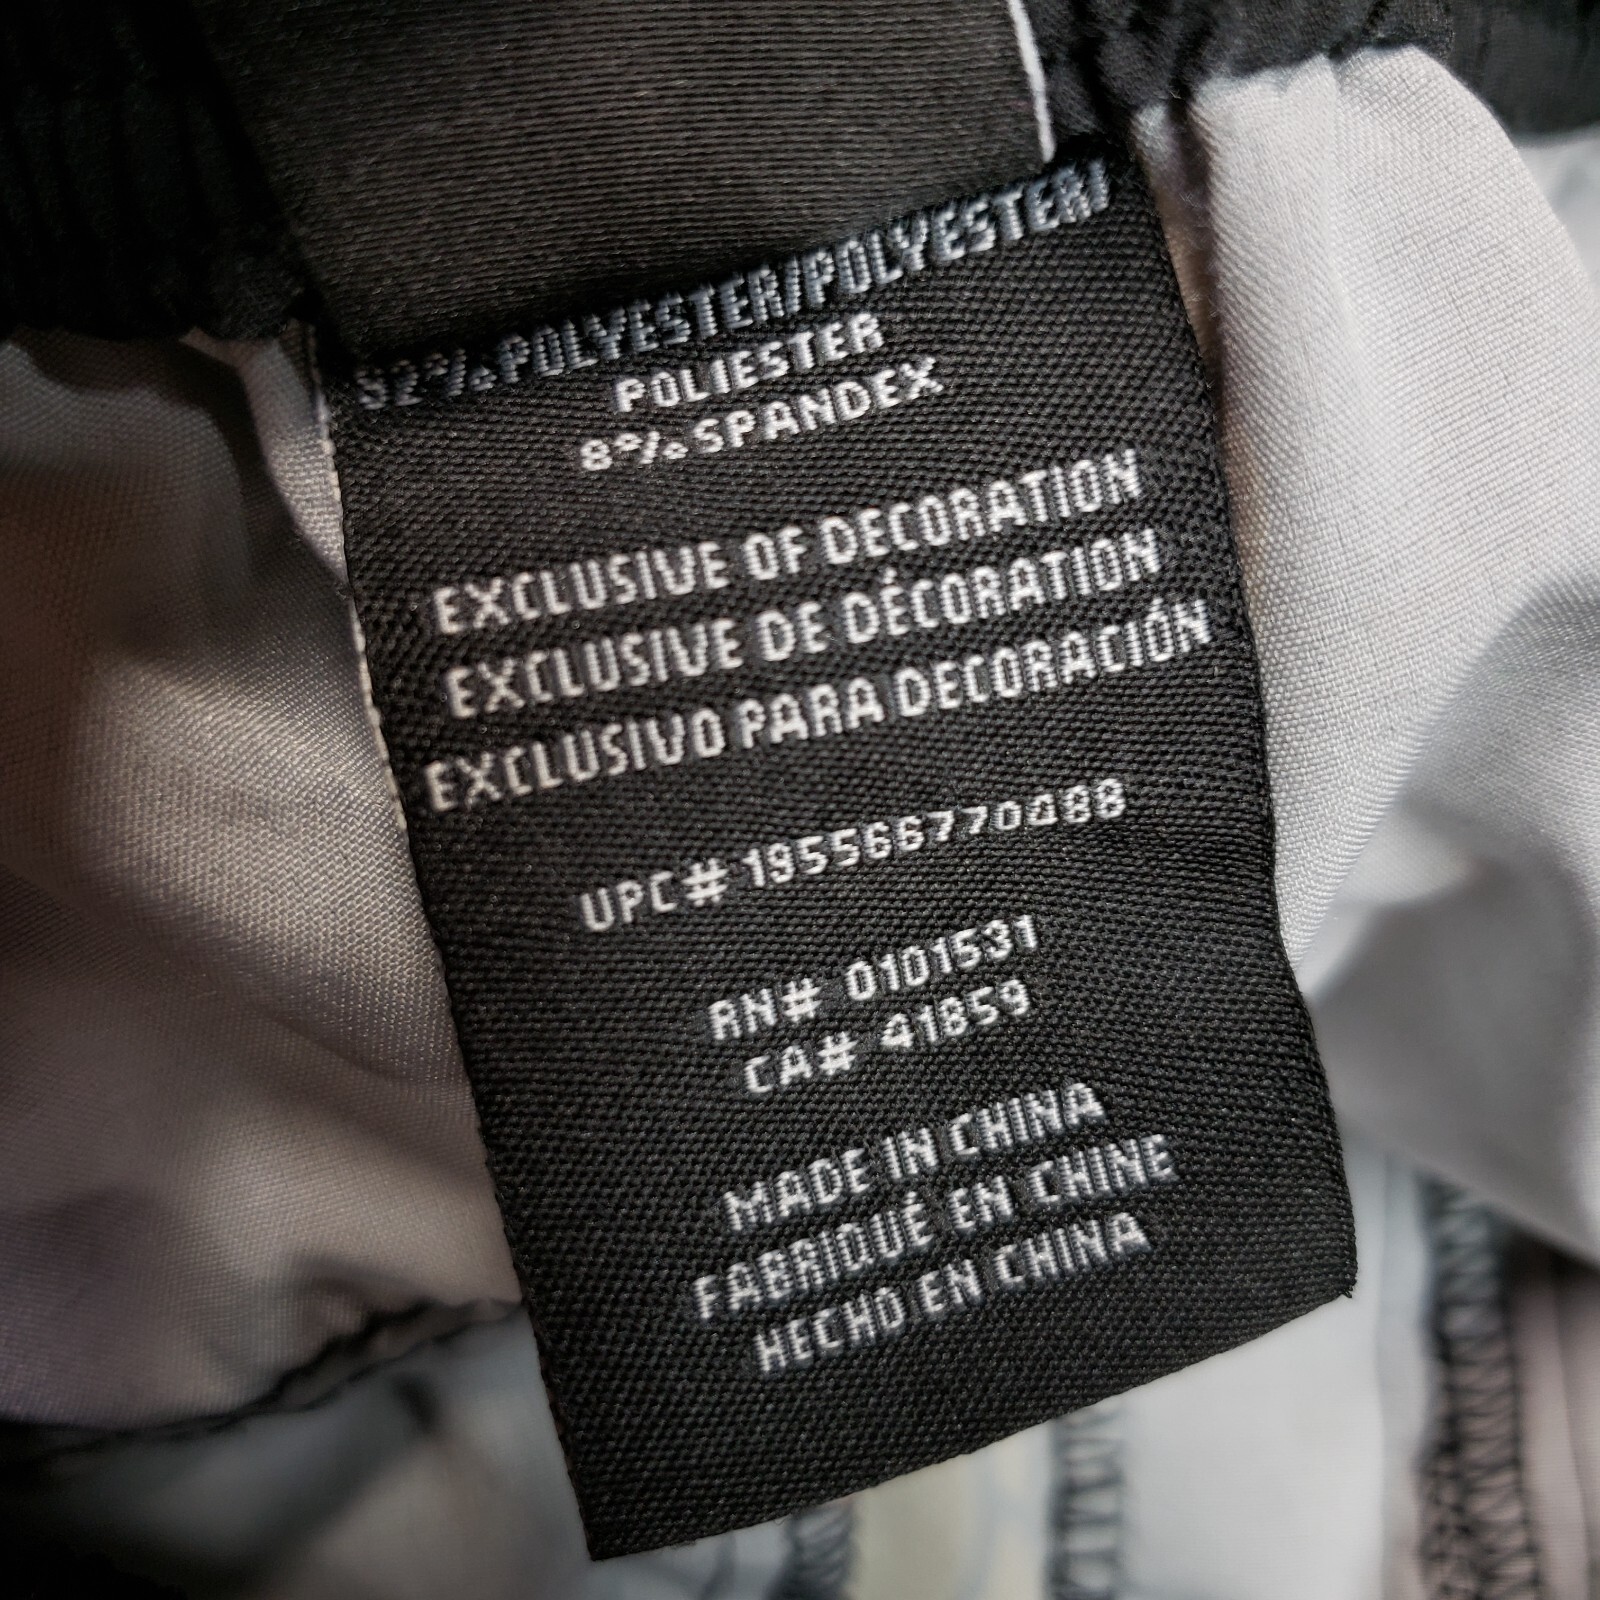 92% POLYESTER/POLYESTER/
POLIESTER
8% SPANDEX
EXCLUSIVE OF DECORATION
EXCLUSIVE DE DÉCORATION
EXCLUSIVO PARA DECORACIÓN
UPC# 195566770488
RN# 0101531
CA# 41859
MADE IN CHINA
FABRIQUÉ EN CHINE
HECHO EN CHINA